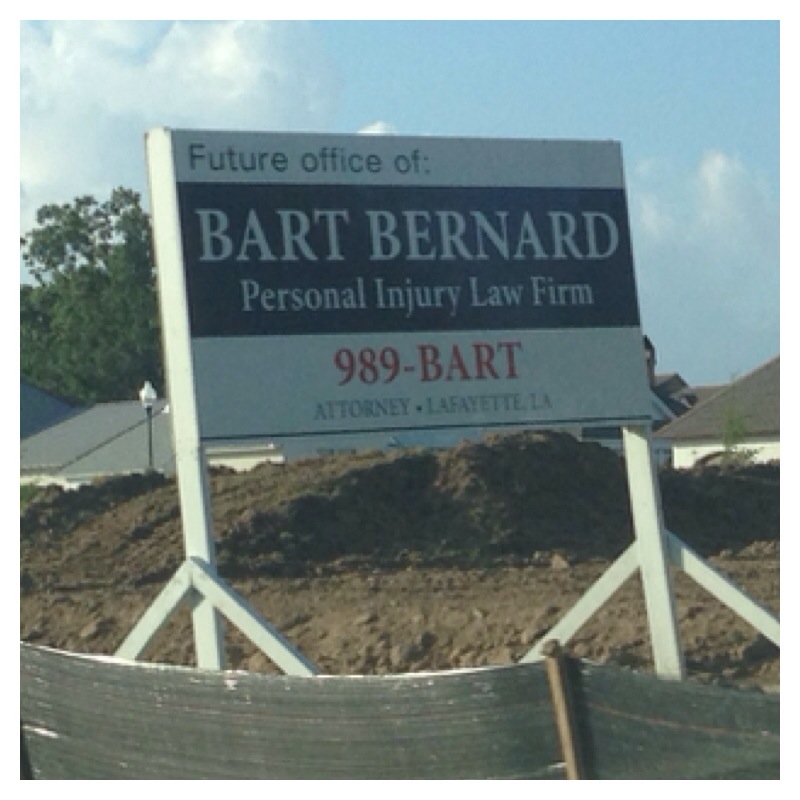 Future office of:
BART BERNARD
Personal Injury Law Firm
989-BART
ATTORNEY • LAFAYETTE, LA